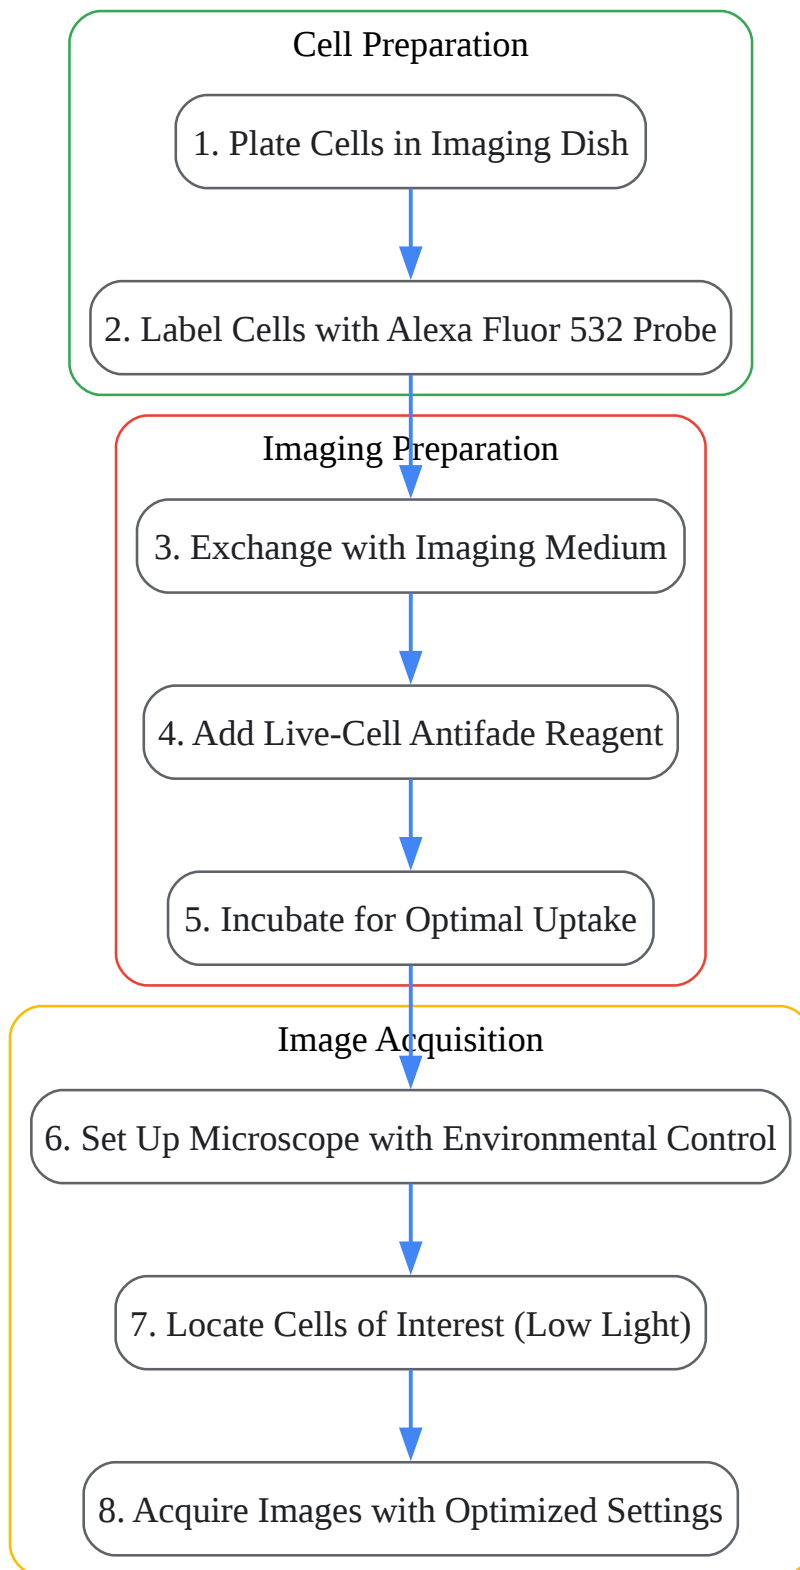 Cell Preparation
1. Plate Cells in Imaging Dish
2. Label Cells with Alexa Fluor 532 Probe
Imaging Preparation
3. Exchange with Imaging Medium
4. Add Live-Cell Antifade Reagent
5. Incubate for Optimal Uptake
Image Acquisition
6. Set Up Microscope with Environmental Control
7. Locate Cells of Interest (Low Light)
8. Acquire Images with Optimized Settings